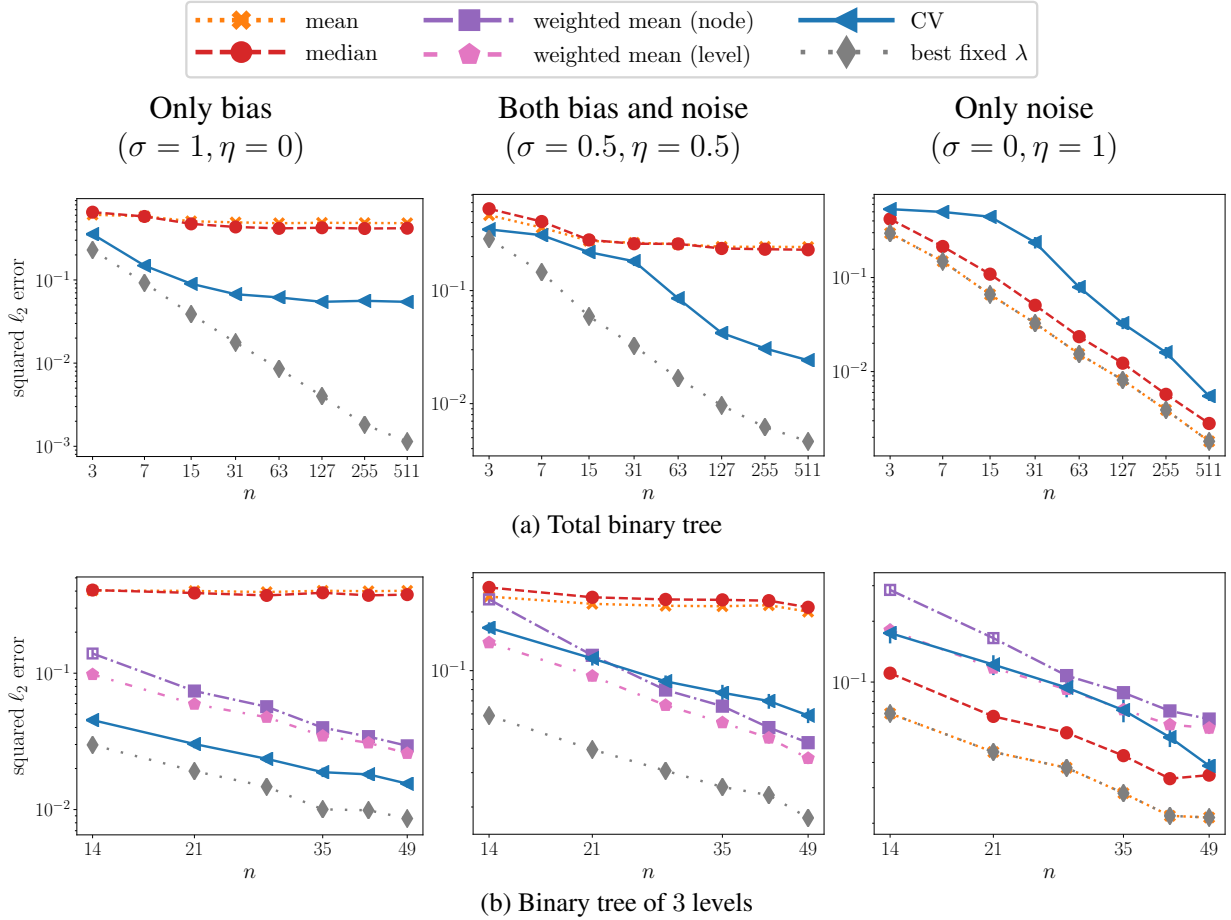 mean
median
weighted mean (node)
weighted mean (level)
CV
best fixed λ
Only bias
(σ = 1, η = 0)
Both bias and noise
(σ = 0.5, η = 0.5)
Only noise
(σ = 0, η = 1)
squared ℓ₂ error
10⁻¹
10⁻²
10⁻³
3 7 15 31 63 127 255 511
n
10⁻¹
10⁻²
3 7 15 31 63 127 255 511
n
10⁻¹
10⁻²
3 7 15 31 63 127 255 511
n
(a) Total binary tree
squared ℓ₂ error
10⁻¹
10⁻²
14 21 35 49
n
10⁻¹
14 21 35 49
n
10⁻¹
14 21 35 49
n
(b) Binary tree of 3 levels